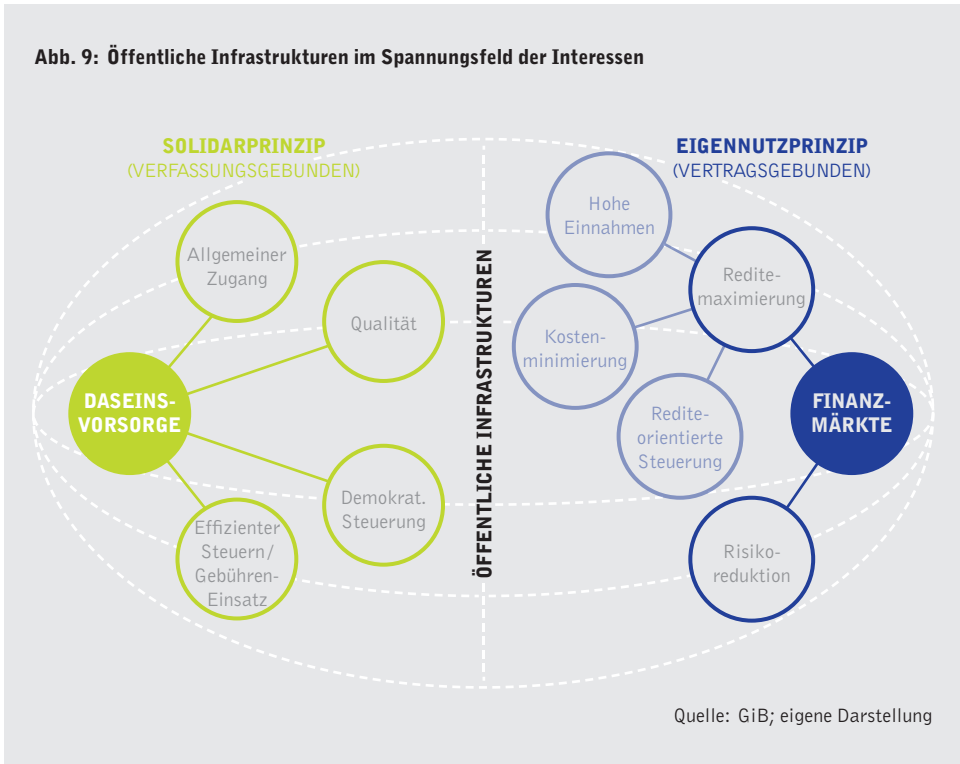 Abb. 9: Öffentliche Infrastrukturen im Spannungsfeld der Interessen
SOLIDARPRINZIP
(VERFASSUNGSGEBUNDEN)
Allgemeiner
Zugang
Qualität
DASEINS-
VORSORGE
Demokrat.
Steuerung
Effizienter
Steuern/
Gebühren-
Einsatz
ÖFFENTLICHE INFRASTRUKTUREN
EIGENNUTZPRINZIP
(VERTRAGSGEBUNDEN)
Hohe
Einnahmen
Redite-
maximierung
Kosten-
minimierung
Redite-
orientierte
Steuerung
FINANZ-
MÄRKTE
Risiko-
reduktion
Quelle: GiB; eigene Darstellung